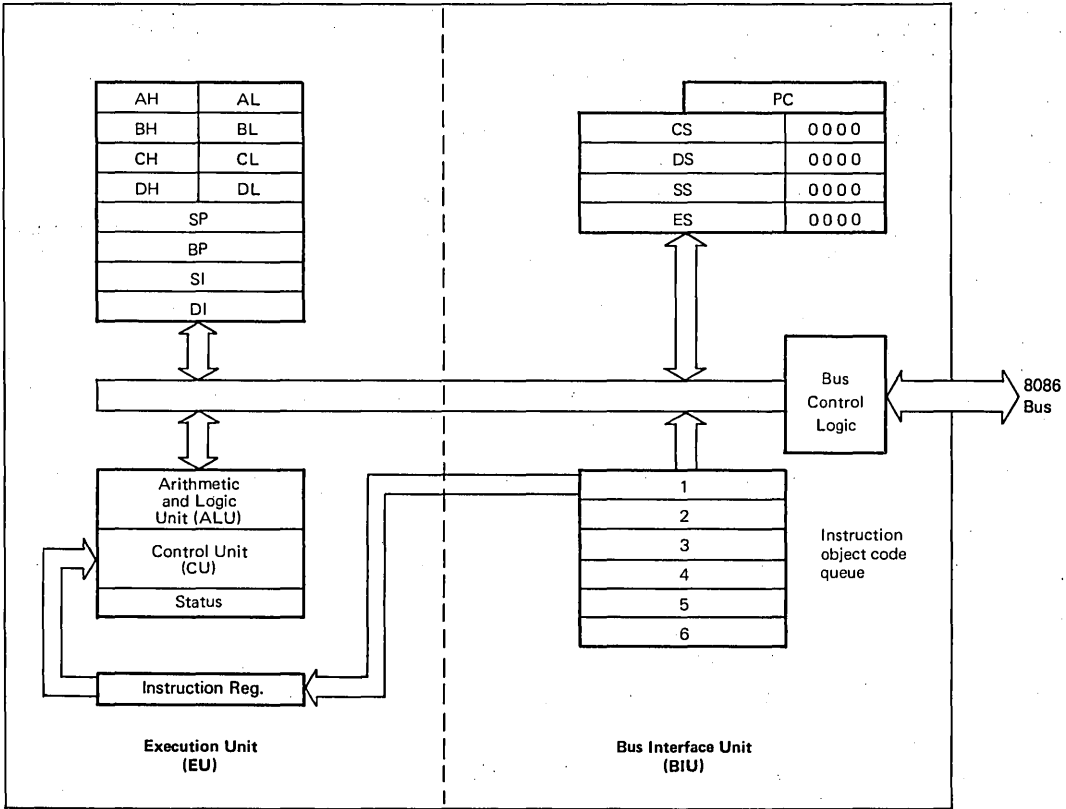 AH AL
BH BL
CH CL
DH DL
SP
BP
SI
DI
PC
CS 0000
DS 0000
SS 0000
ES 0000
Bus
Control
Logic
8086
Bus
Arithmetic
and Logic
Unit (ALU)
Control Unit
(CU)
Status
Instruction Reg.
1
2
3
4
5
6
Instruction
object code
queue
Execution Unit
(EU)
Bus Interface Unit
(BIU)